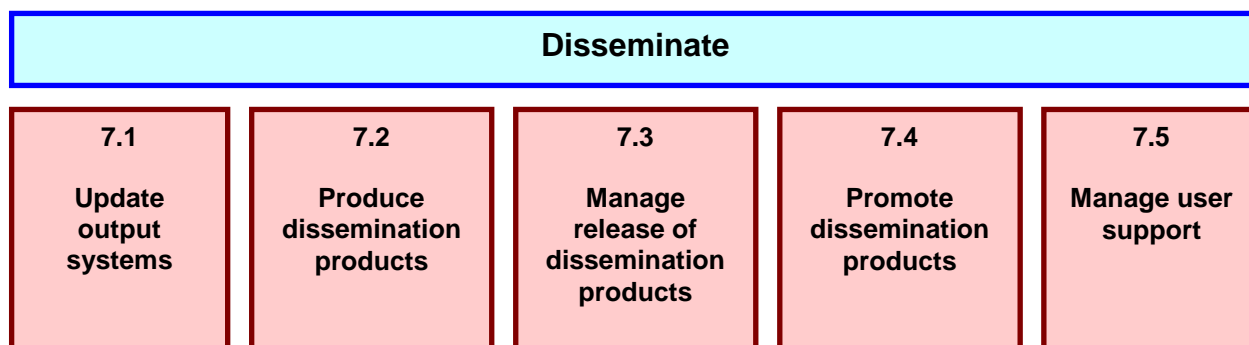 Disseminate
7.1
Update
output
systems
7.2
Produce
dissemination
products
7.3
Manage
release of
dissemination
products
7.4
Promote
dissemination
products
7.5
Manage user
support